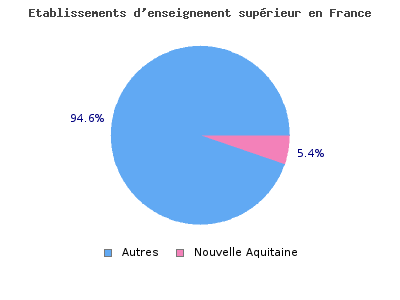 Etablissements d’enseignement supérieur en France
94.6%
5.4%
Autres
Nouvelle Aquitaine